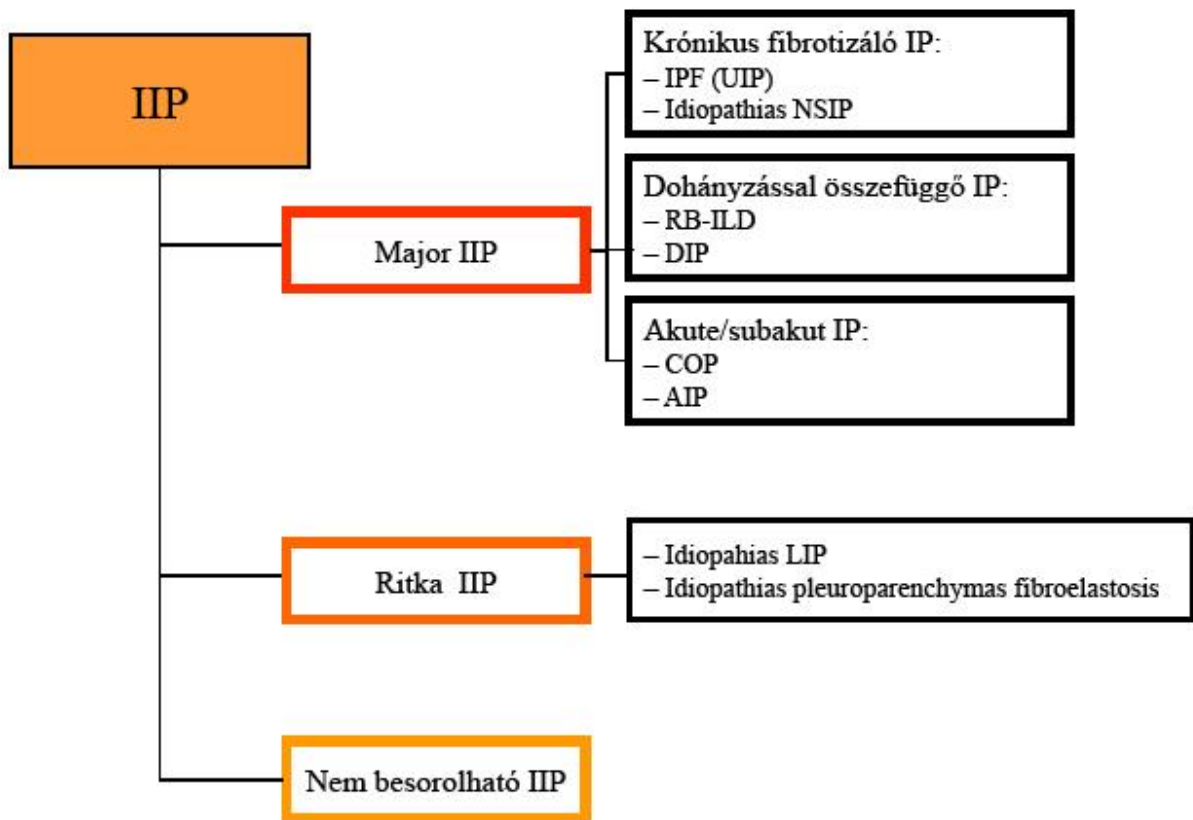 IIP
Major IIP
Krónikus fibrotizáló IP:
– IPF (UIP)
– Idiopathias NSIP
Dohányzással összefüggő IP:
– RB-ILD
– DIP
Akute/subakut IP:
– COP
– AIP
Ritka IIP
– Idiopahias LIP
– Idiopathias pleuroparenchymas fibroelastosis
Nem besorolható IIP